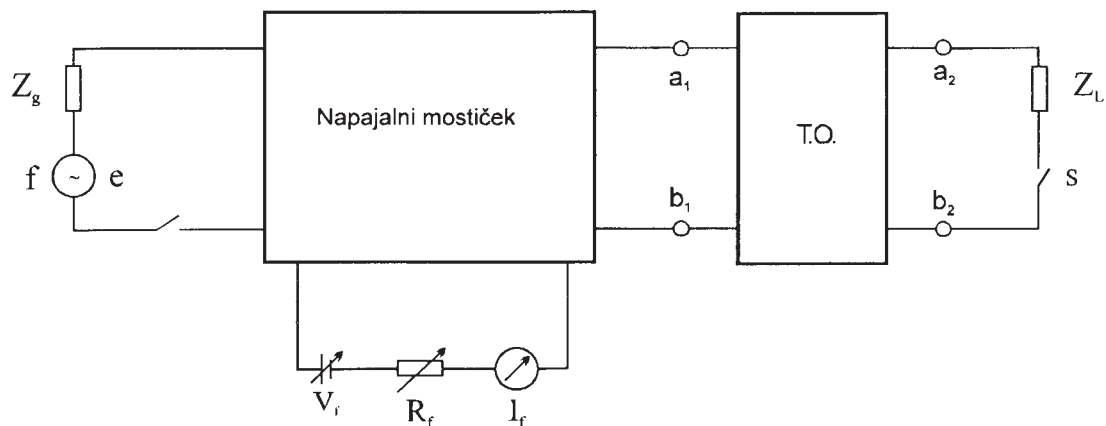 Z_g
f ~ e
Napajalni mostiček
a₁
b₁
T.O.
a₂
b₂
Z_L
S
V_f
R_f
I_f